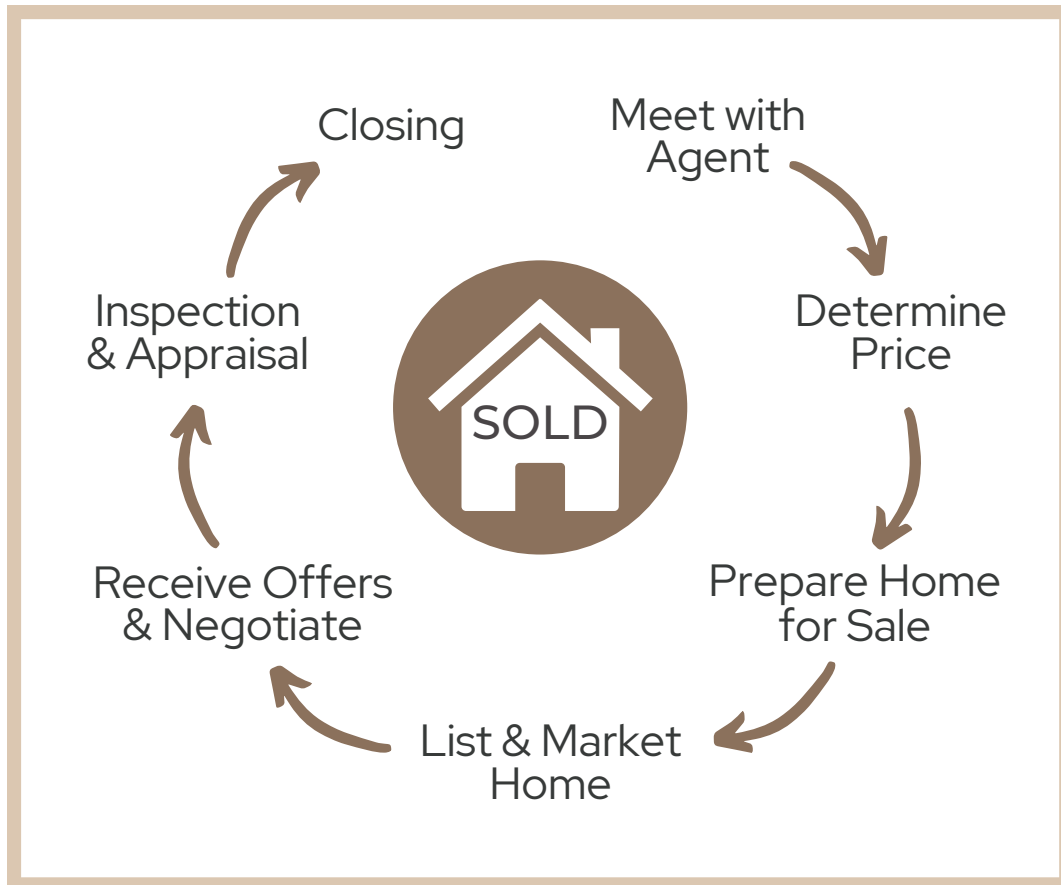 Meet with
Agent
Determine
Price
Prepare Home
for Sale
List & Market
Home
Receive Offers
& Negotiate
Inspection
& Appraisal
Closing
SOLD